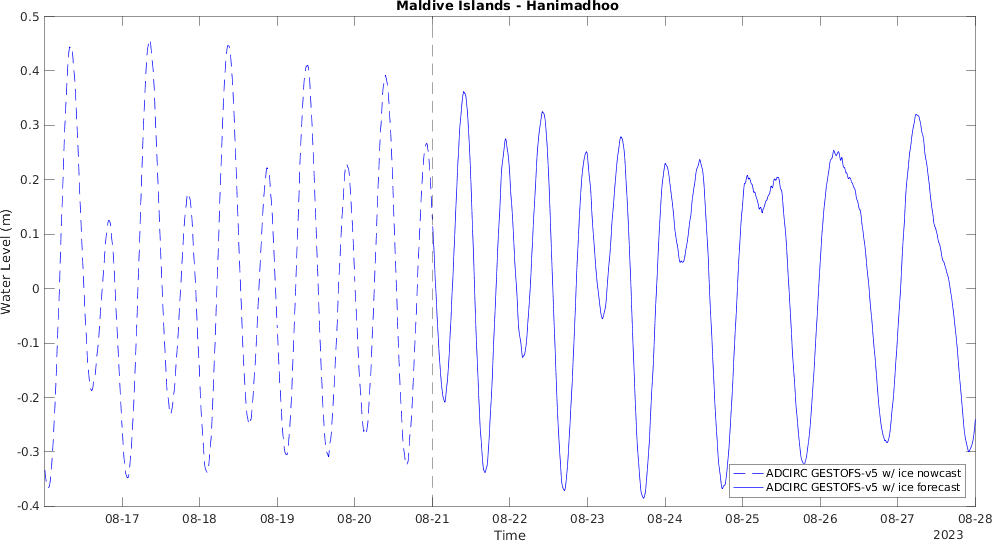 Maldive Islands - Hanimadhoo
Water Level (m)
0.5
0.4
0.3
0.2
0.1
0
-0.1
-0.2
-0.3
-0.4
ADCIRC GESTOFS-v5 w/ ice nowcast
ADCIRC GESTOFS-v5 w/ ice forecast
08-17 08-18 08-19 08-20 08-21 08-22 08-23 08-24 08-25 08-26 08-27 08-28
Time
2023